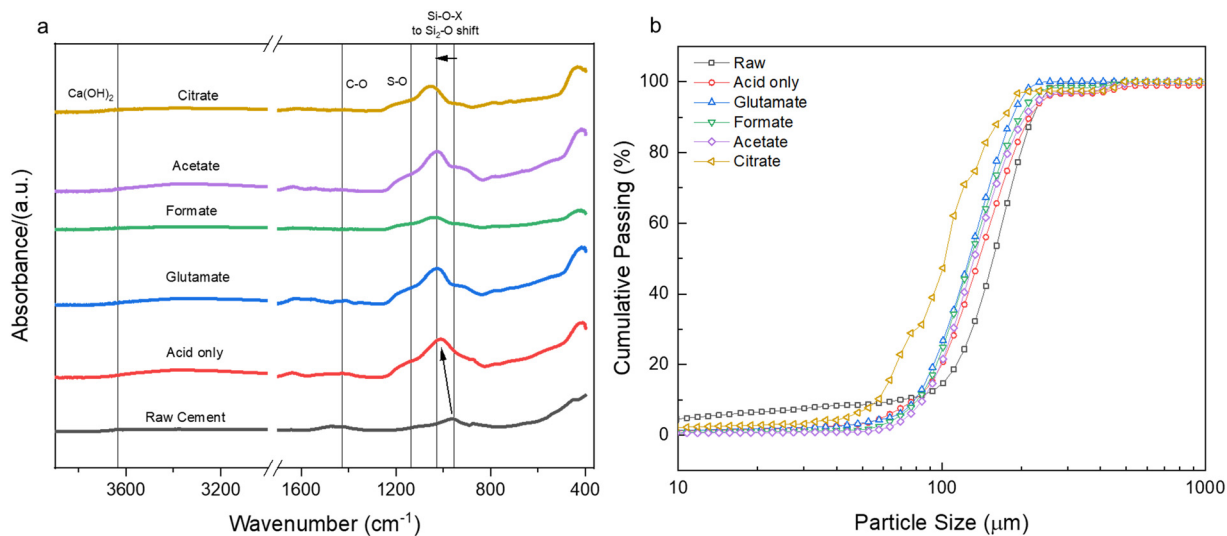 a
Si-O-X
to Si₂-O shift
Ca(OH)₂
C-O
S-O
Citrate
Acetate
Formate
Glutamate
Acid only
Raw Cement
Absorbance/(a.u.)
3600
3200
1600
1200
800
400
Wavenumber (cm⁻¹)
b
Raw
Acid only
Glutamate
Formate
Acetate
Citrate
Cumulative Passing (%)
100
80
60
40
20
0
10
100
1000
Particle Size (μm)